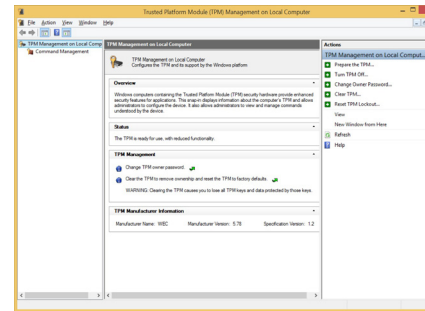 Trusted Platform Module (TPM) Management on Local Computer
File Action View Window Help
TPM Management on Local Comp
Command Management
TPM Management on Local Computer
TPM Management on Local Computer
Configures the TPM and its support by the Windows platform
Overview
Windows computers containing the Trusted Platform Module (TPM) security hardware provide enhanced
security features for applications. This snap-in displays information about the computer's TPM and allows
administrators to configure the device. It also allows administrators to view and manage commands
understood by the device.
Status
The TPM is ready for use, with reduced functionality.
TPM Management
Change TPM owner password.
Clear the TPM to remove ownership and reset the TPM to factory defaults.
WARNING: Clearing the TPM causes you to lose all TPM keys and data protected by those keys.
TPM Manufacturer Information
Manufacturer Name: WEC Manufacturer Version: 5.78 Specification Version: 1.2
Actions
TPM Management on Local Comput...
Prepare the TPM...
Turn TPM Off...
Change Owner Password...
Clear TPM...
Reset TPM Lockout...
View
New Window from Here
Refresh
Help